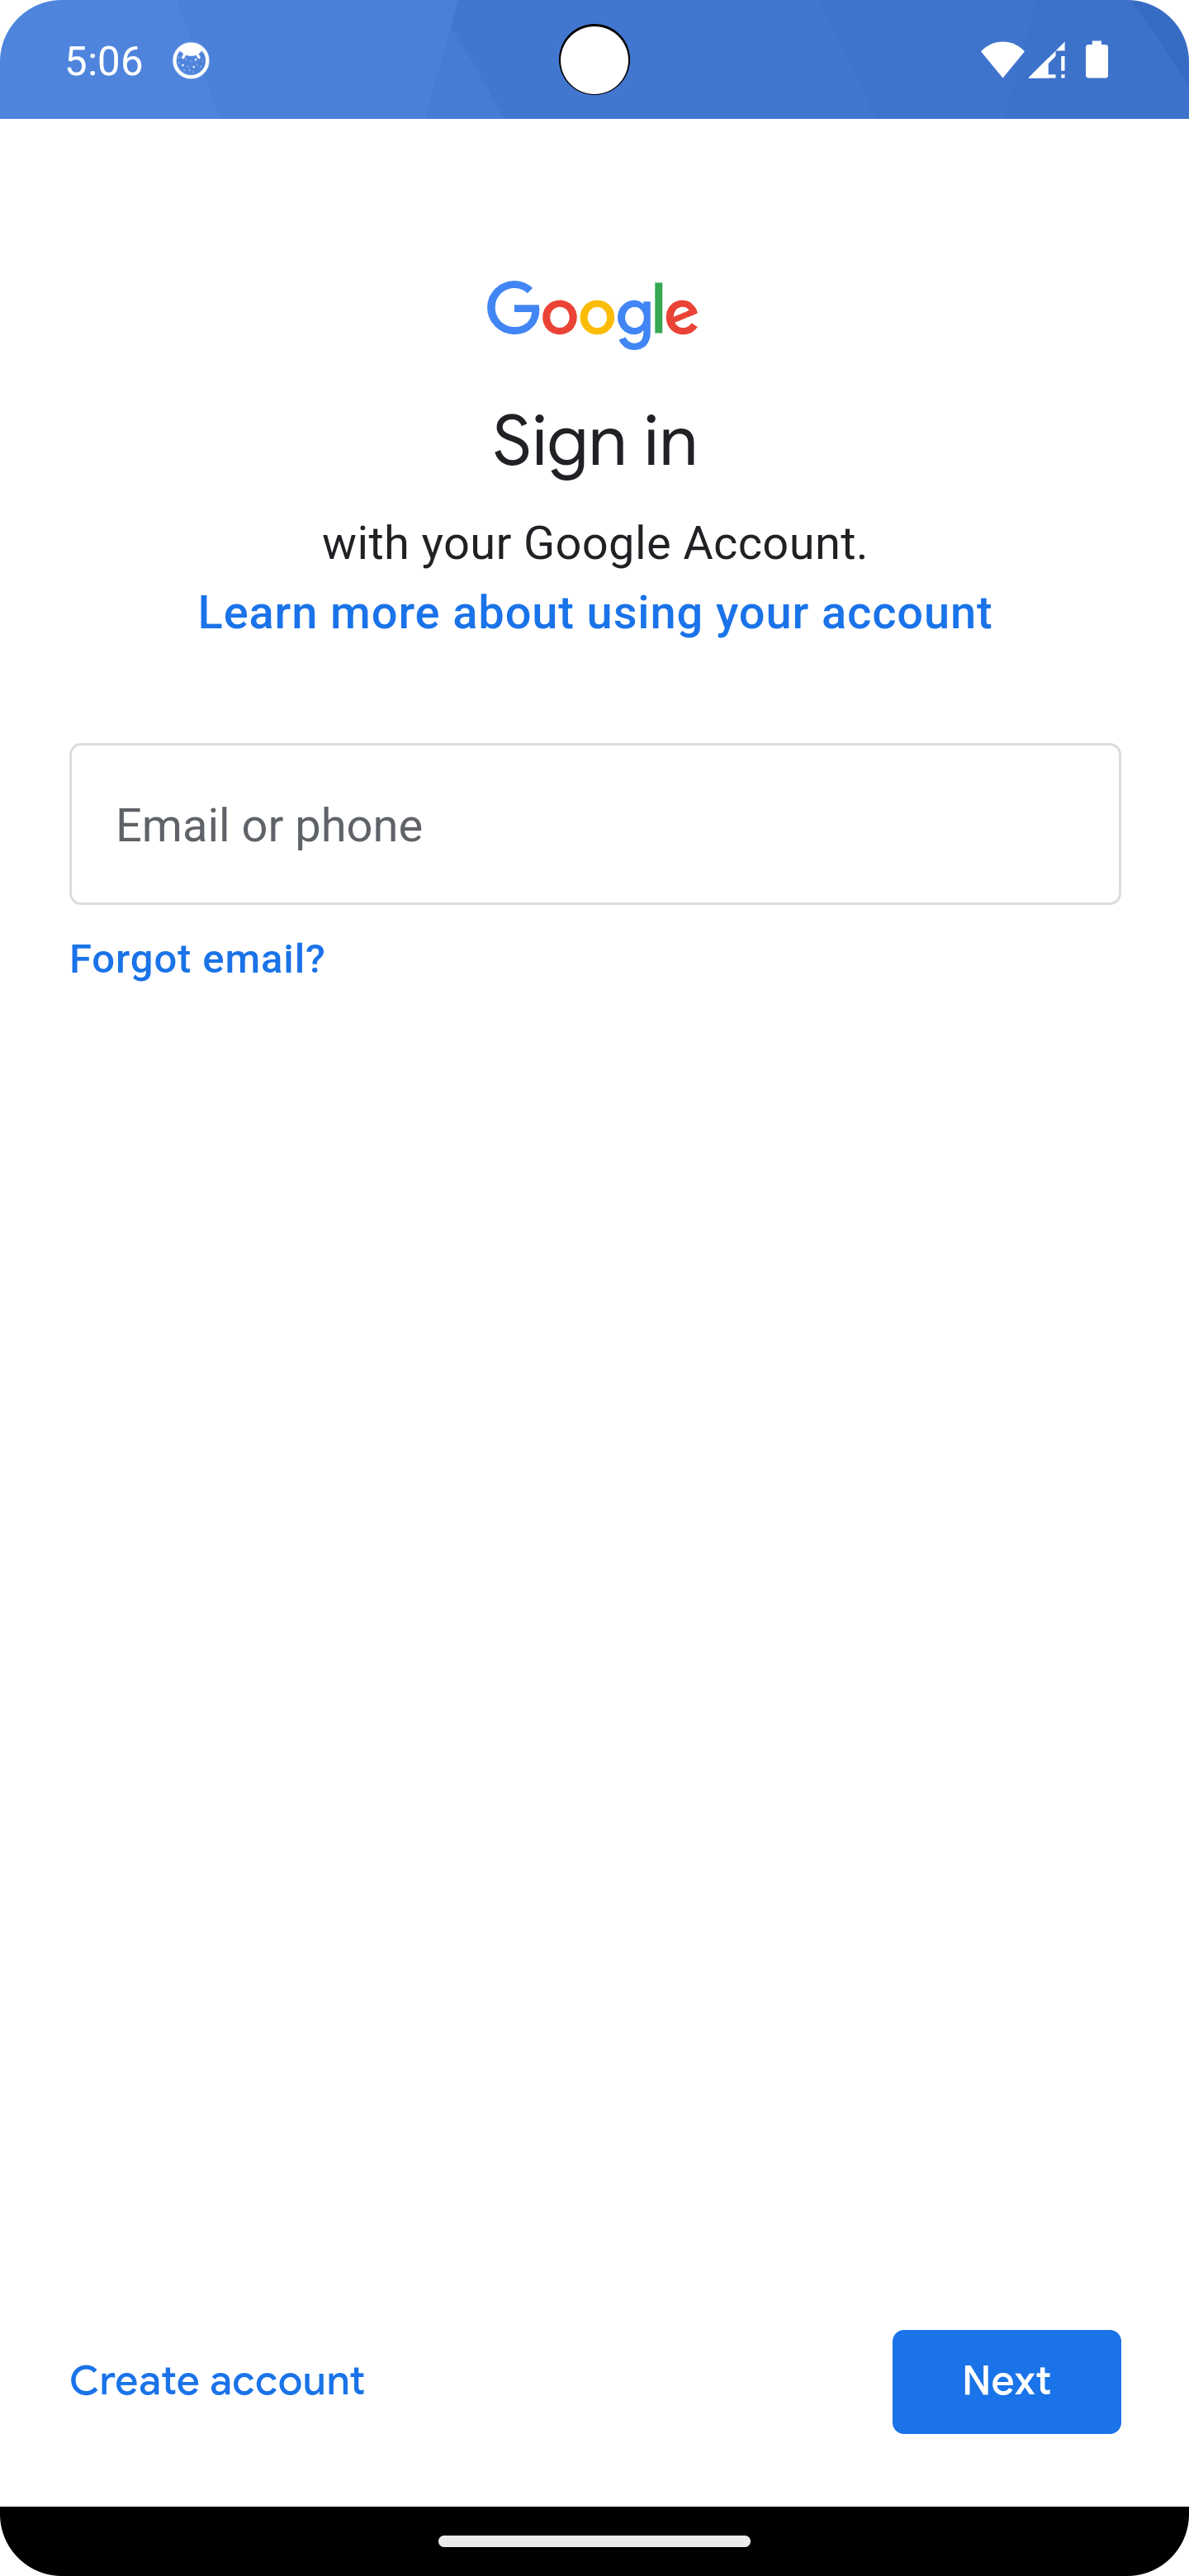 5:06
Google
Sign in
with your Google Account.
Learn more about using your account
Email or phone
Forgot email?
Create account
Next